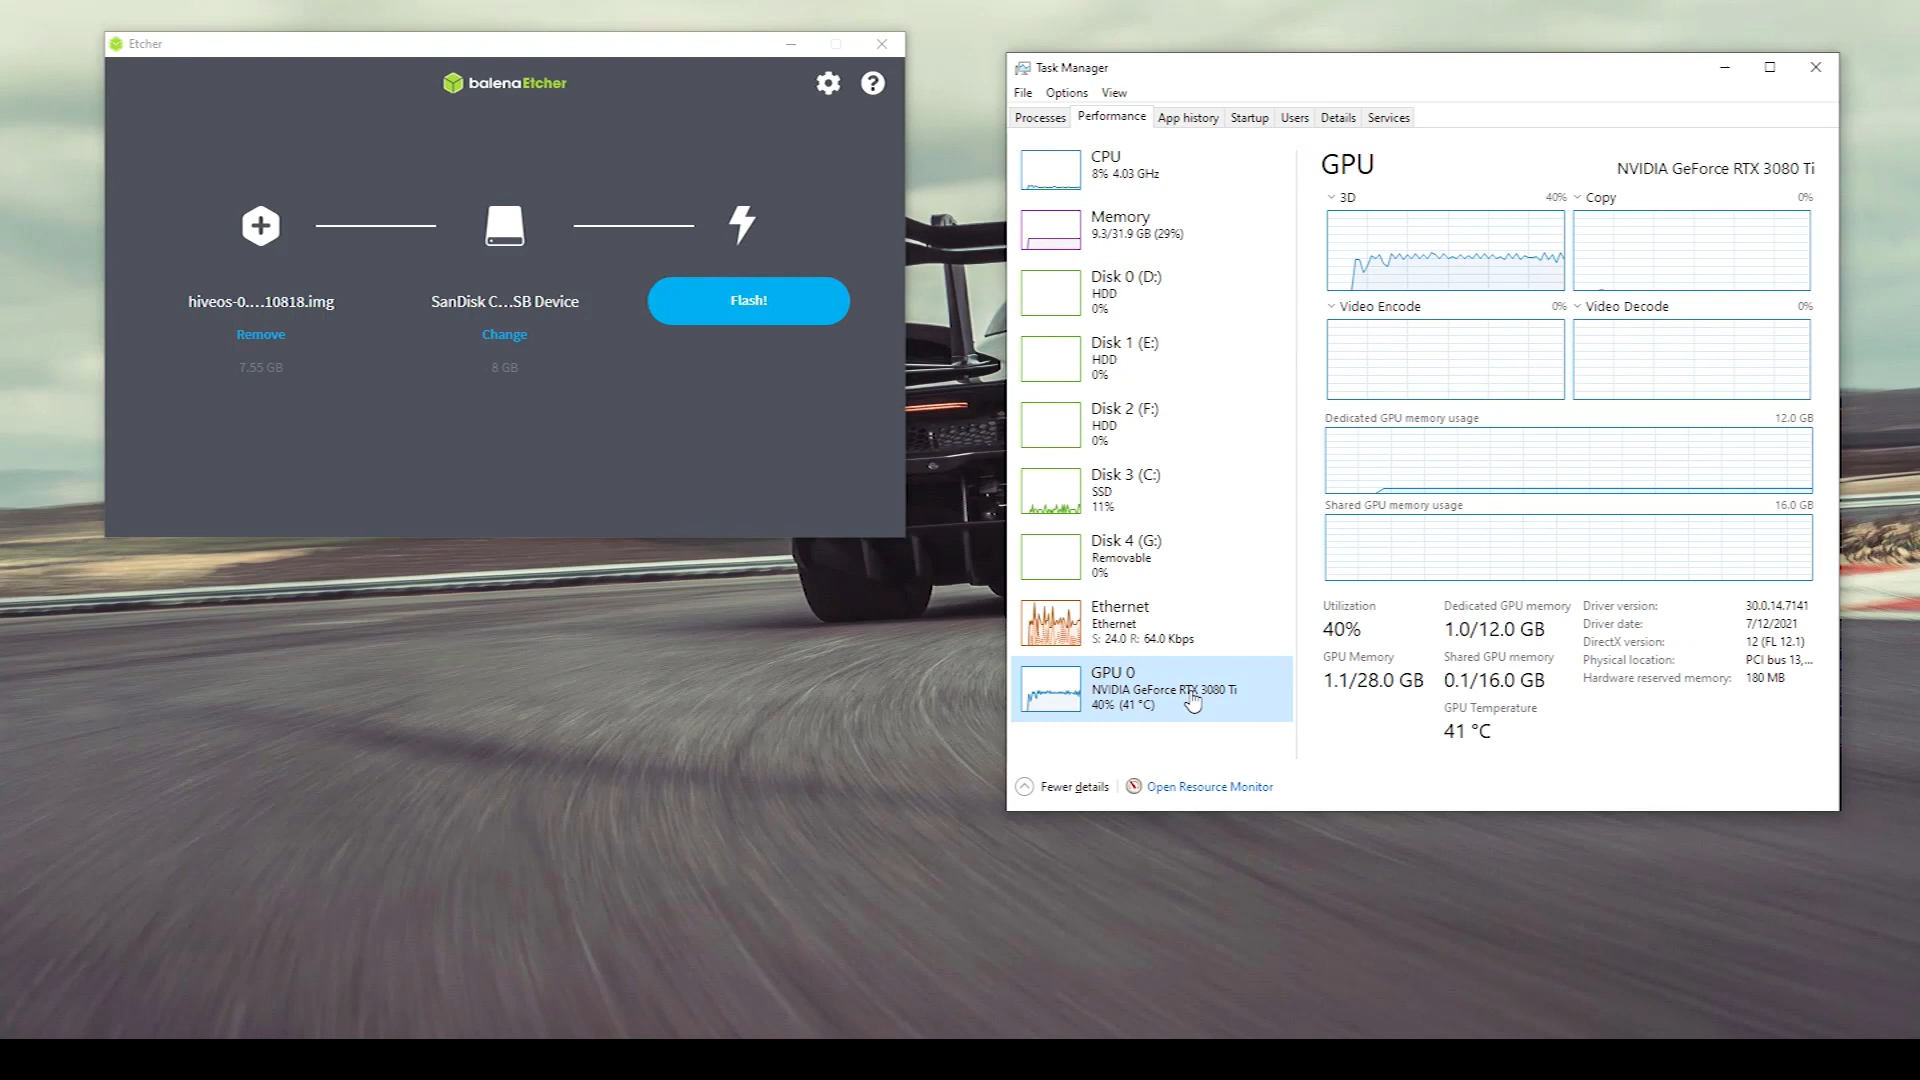 Etcher
balenaEtcher
hiveos-0....10818.img
SanDisk C...SB Device
Flash!
Remove
Change
7.55 GB
8 GB
Task Manager
File Options View
Processes Performance App history Startup Users Details Services
CPU
8% 4.03 GHz
Memory
9.3/31.9 GB (29%)
Disk 0 (D:)
HDD
0%
Disk 1 (E:)
HDD
0%
Disk 2 (F:)
HDD
0%
Disk 3 (C:)
SSD
11%
Disk 4 (G:)
Removable
0%
Ethernet
Ethernet
S: 24.0 R: 64.0 Kbps
GPU 0
NVIDIA GeForce RTX 3080 Ti
40% (41 °C)
GPU
NVIDIA GeForce RTX 3080 Ti
3D 40% Copy 0%
Video Encode 0% Video Decode 0%
Dedicated GPU memory usage 12.0 GB
Shared GPU memory usage 16.0 GB
Utilization
40%
GPU Memory
1.1/28.0 GB
Dedicated GPU memory
1.0/12.0 GB
Shared GPU memory
0.1/16.0 GB
GPU Temperature
41 °C
Driver version: 30.0.14.7141
Driver date: 7/12/2021
DirectX version: 12 (FL 12.1)
Physical location: PCI bus 13,...
Hardware reserved memory: 180 MB
Fewer details
Open Resource Monitor